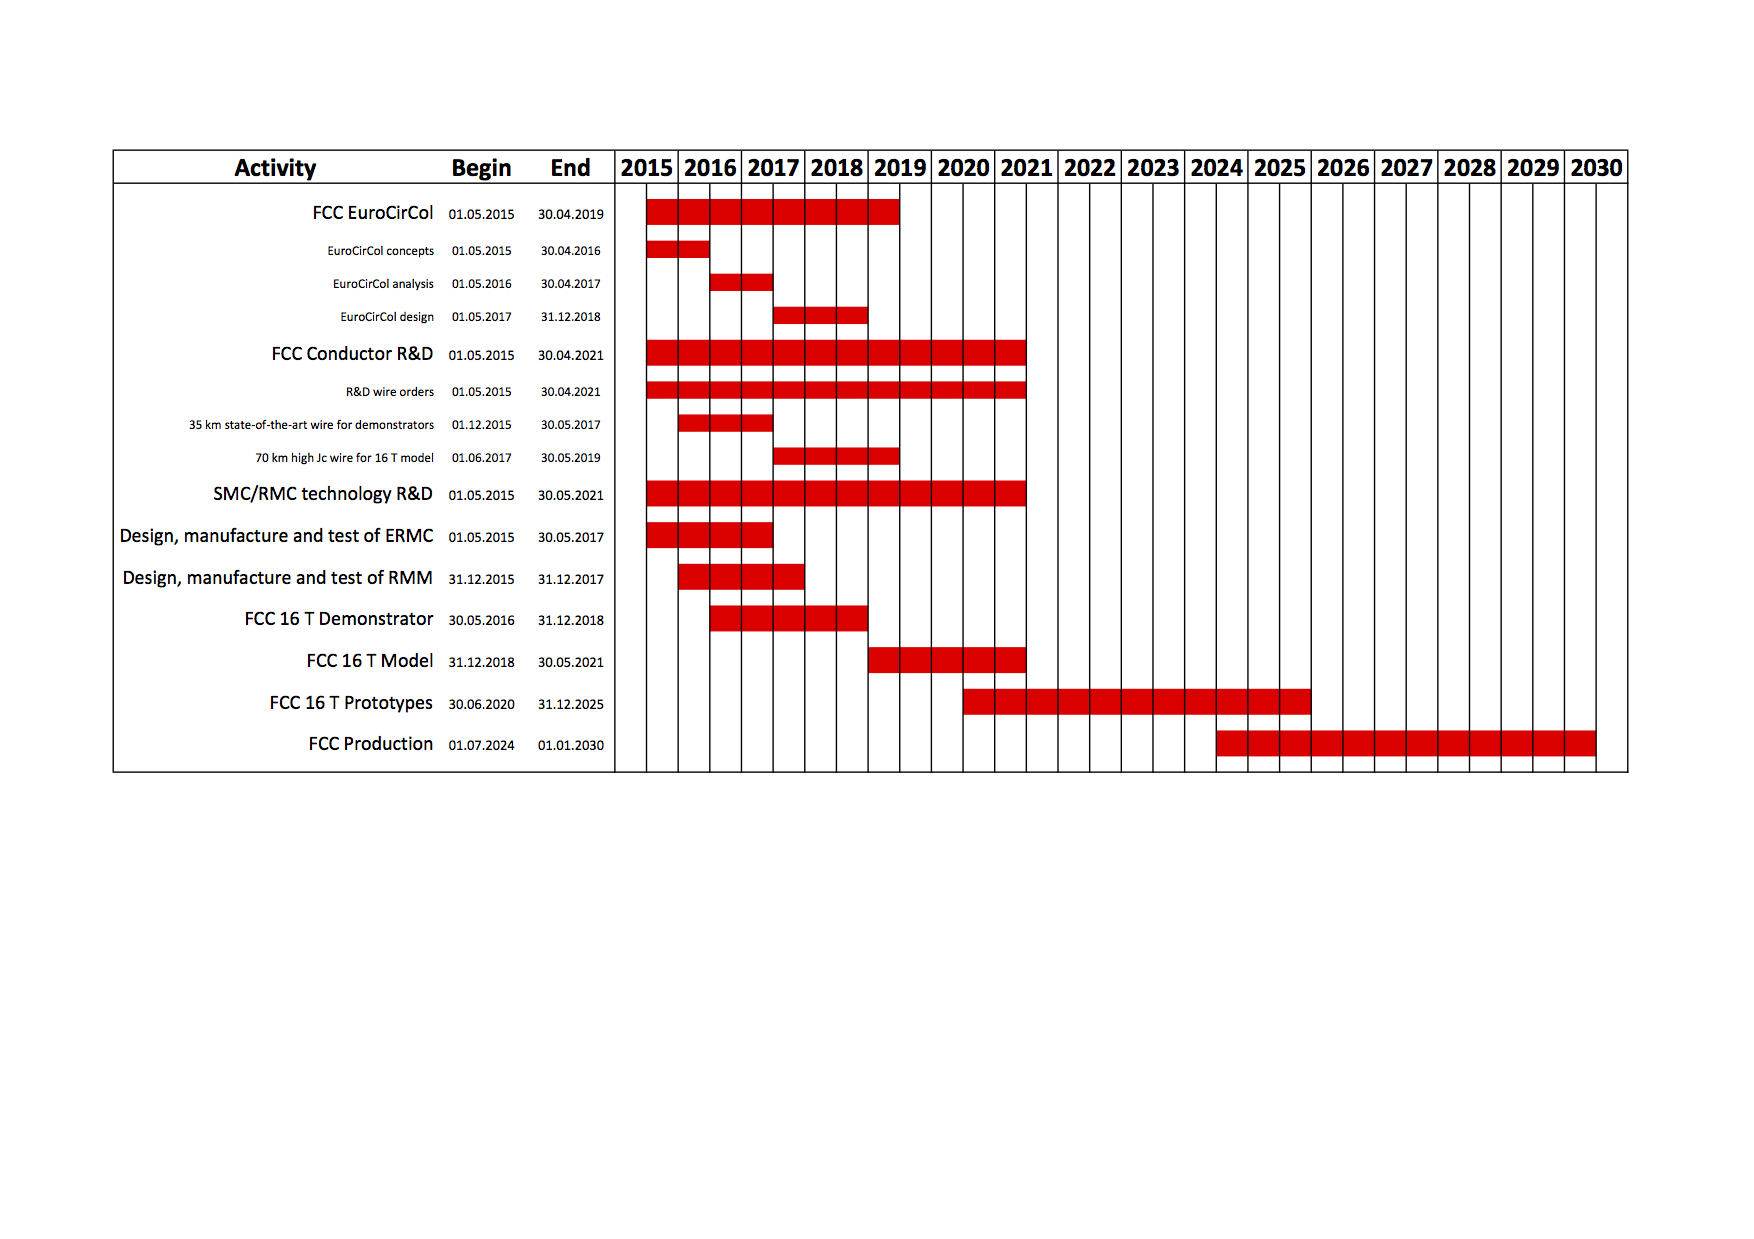 Activity Begin End 2015 2016 2017 2018 2019 2020 2021 2022 2023 2024 2025 2026 2027 2028 2029 2030
FCC EuroCirCol 01.05.2015 30.04.2019
EuroCirCol concepts 01.05.2015 30.04.2016
EuroCirCol analysis 01.05.2016 30.04.2017
EuroCirCol design 01.05.2017 31.12.2018
FCC Conductor R&D 01.05.2015 30.04.2021
R&D wire orders 01.05.2015 30.04.2021
35 km state-of-the-art wire for demonstrators 01.12.2015 30.05.2017
70 km high Jc wire for 16 T model 01.06.2017 30.05.2019
SMC/RMC technology R&D 01.05.2015 30.05.2021
Design, manufacture and test of ERMC 01.05.2015 30.05.2017
Design, manufacture and test of RMM 31.12.2015 31.12.2017
FCC 16 T Demonstrator 30.05.2016 31.12.2018
FCC 16 T Model 31.12.2018 30.05.2021
FCC 16 T Prototypes 30.06.2020 31.12.2025
FCC Production 01.07.2024 01.01.2030